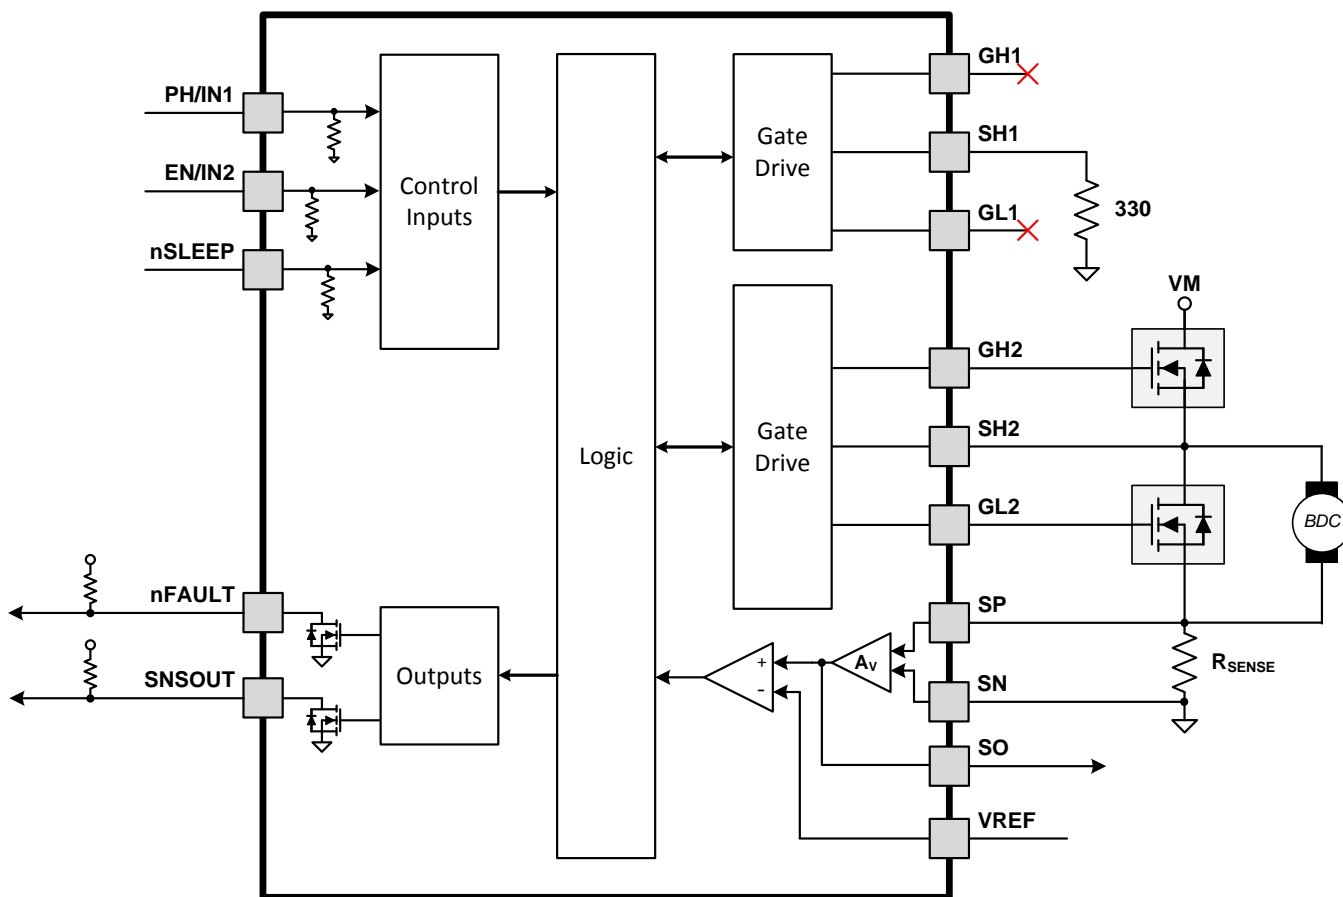 PH/IN1
EN/IN2
nSLEEP
Control
Inputs
Logic
Gate
Drive
GH1
SH1
GL1
330
VM
Gate
Drive
GH2
SH2
GL2
BDC
nFAULT
SNSOUT
Outputs
+
-
AV
SP
SN
RSENSE
SO
VREF